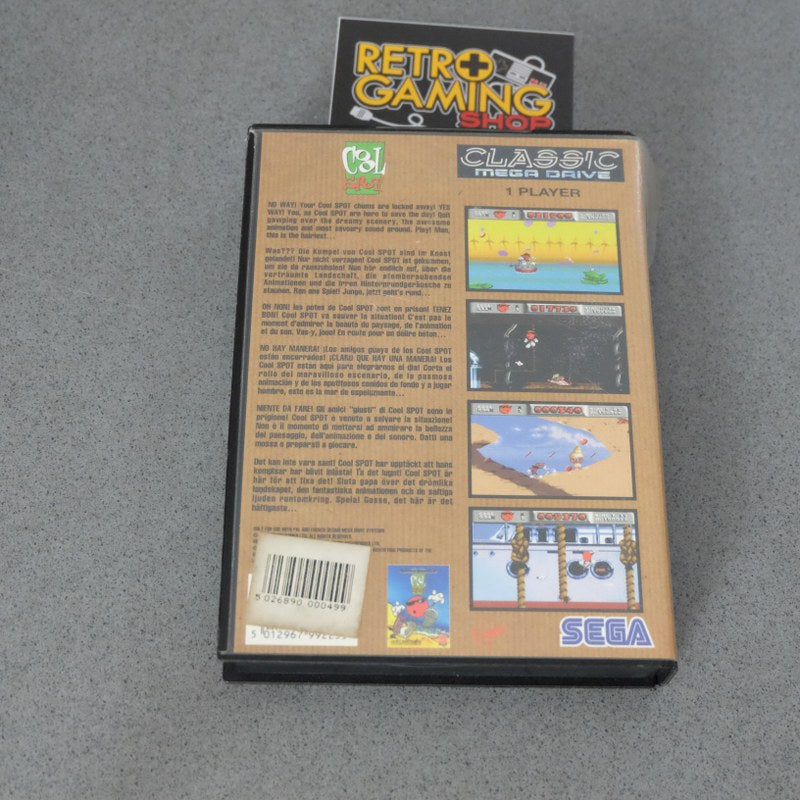 RETRO
GAMING
SHOP
COOL
SPOT
CLASSIC
MEGA DRIVE
1 PLAYER
NO WAY! Your Cool SPOT chums are locked away! YES
WAY! You, as Cool SPOT are here to save the day! Quit
gawping over the dreamy scenery, the awesome
animation and most savoury sound around. Play! Man,
this is the hairiest...
Was??? Die Kumpel von Cool SPOT sind im Knast
gelandet! Nur nicht verzagen! Cool SPOT ist gekommen,
um sie da rauszuholen! Nun hör endlich auf, über die
verträumte Landschaft, die atemberaubenden
Animationen und die irren Hintergrundgeräusche zu
staunen. Ran ans Spiel! Junge, jetzt geht's rund...
OH NON! les potes de Cool SPOT sont en prison! TENEZ
BON! Cool SPOT va sauver la situation! C'est pas le
moment d'admirer la beauté du paysage, de l'animation
et du son. Vas-y, joue! En route pour un délire béton...
NO HAY MANERA! ¡Los amigos guays de los Cool SPOT
están encerrados! ¡CLARO QUE HAY UNA MANERA! Los
Cool SPOT están aquí para alegrarnos el día! Corta el
rollo del maravilloso escenario, de la pasmosa
animación y de los apetitosos sonidos de fondo y a jugar
hombre, esto es la mar de espeluznante...
NIENTE DA FARE! Gli amici "giusti" di Cool SPOT sono in
prigione! Cool SPOT è venuto a salvare la situazione!
Non è il momento di mettersi ad ammirare la bellezza
del paesaggio, dell'animazione e del sonoro. Datti una
mossa e preparati a giocare.
Det kan inte vara sant! Cool SPOT har upptäckt att hans
kompisar har blivit inlåsta! Ta det lugnt! Cool SPOT är
här för att fixa det! Sluta gapa över det drömlika
landskapet, den fantastiska animationen och de saftiga
ljuden runtomkring. Spela! Gosse, det här är det
häftigaste...
ONLY FOR USE WITH PAL AND FRENCH SECAM MEGA DRIVE SYSTEMS
5 026890 000499
5 012967
SEGA